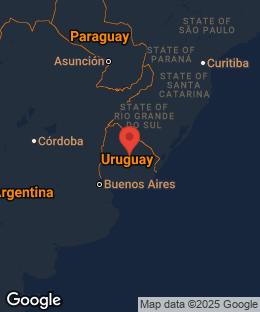 STATE OF
SÃO PAULO
Paraguay
STATE OF
PARANÁ
Asunción
Curitiba
STATE OF
SANTA
CATARINA
STATE OF
RIO GRANDE
DO SUL
Córdoba
Uruguay
Buenos Aires
Argentina
Google
Map data ©2025 Google